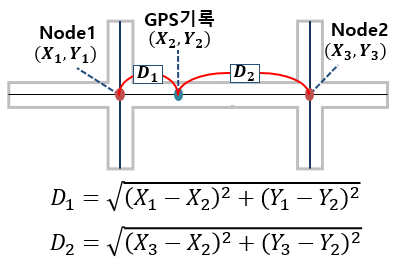 Node1
(X₁,Y₁)
GPS기록
(X₂,Y₂)
Node2
(X₃,Y₃)
D₁
D₂
D₁ = √((X₁ − X₂)² + (Y₁ − Y₂)²)
D₂ = √((X₃ − X₂)² + (Y₃ − Y₂)²)